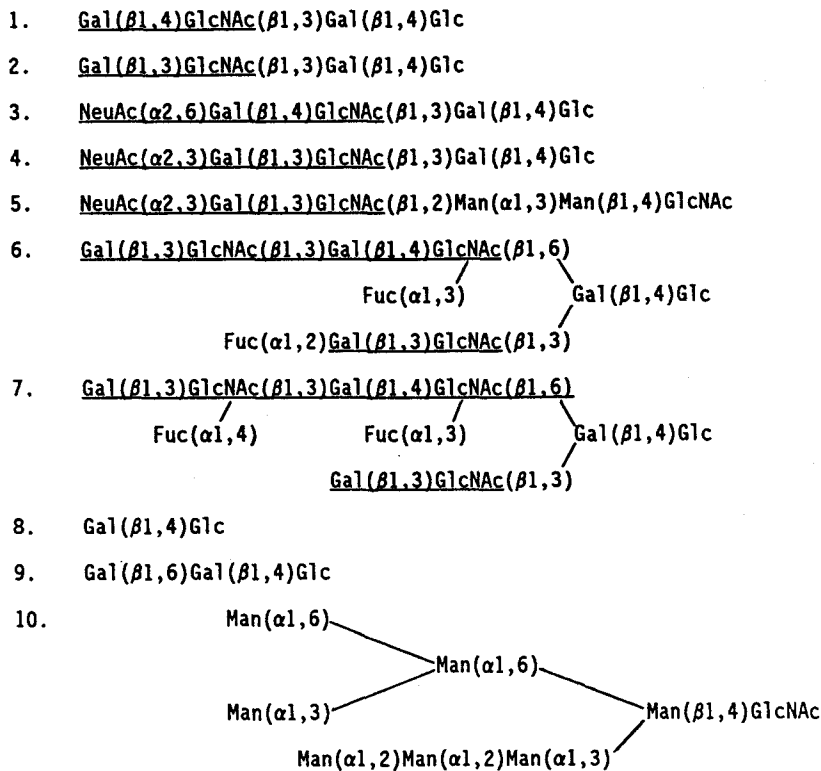 1. Gal(β1,4)GlcNAc(β1,3)Gal(β1,4)Glc
2. Gal(β1,3)GlcNAc(β1,3)Gal(β1,4)Glc
3. NeuAc(α2,6)Gal(β1,4)GlcNAc(β1,3)Gal(β1,4)Glc
4. NeuAc(α2,3)Gal(β1,3)GlcNAc(β1,3)Gal(β1,4)Glc
5. NeuAc(α2,3)Gal(β1,3)GlcNAc(β1,2)Man(α1,3)Man(β1,4)GlcNAc
6. Gal(β1,3)GlcNAc(β1,3)Gal(β1,4)GlcNAc(β1,6)
Fuc(α1,3) Gal(β1,4)Glc
Fuc(α1,2)Gal(β1,3)GlcNAc(β1,3)
7. Gal(β1,3)GlcNAc(β1,3)Gal(β1,4)GlcNAc(β1,6)
Fuc(α1,4) Fuc(α1,3) Gal(β1,4)Glc
Gal(β1,3)GlcNAc(β1,3)
8. Gal(β1,4)Glc
9. Gal(β1,6)Gal(β1,4)Glc
10. Man(α1,6)
Man(α1,6)
Man(α1,3) Man(β1,4)GlcNAc
Man(α1,2)Man(α1,2)Man(α1,3)